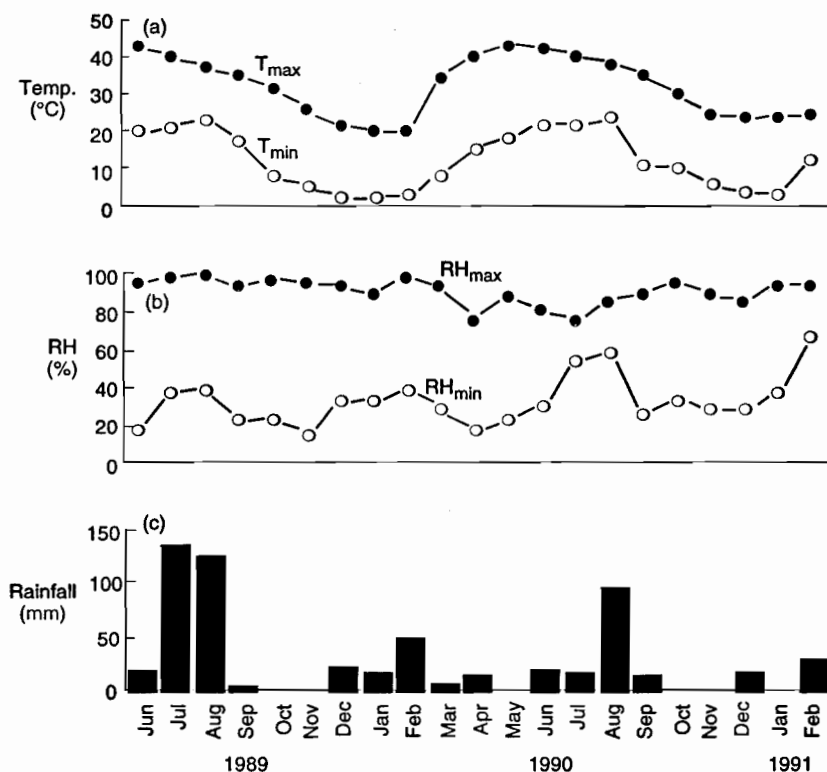 (a)
50
40
30
20
10
0
Temp.
(°C)
Tmax
Tmin
(b)
100
80
60
40
20
0
RH
(%)
RHmax
RHmin
(c)
150
100
50
0
Rainfall
(mm)
Jun Jul Aug Sep Oct Nov Dec Jan Feb Mar Apr May Jun Jul Aug Sep Oct Nov Dec Jan Feb
1989 1990 1991